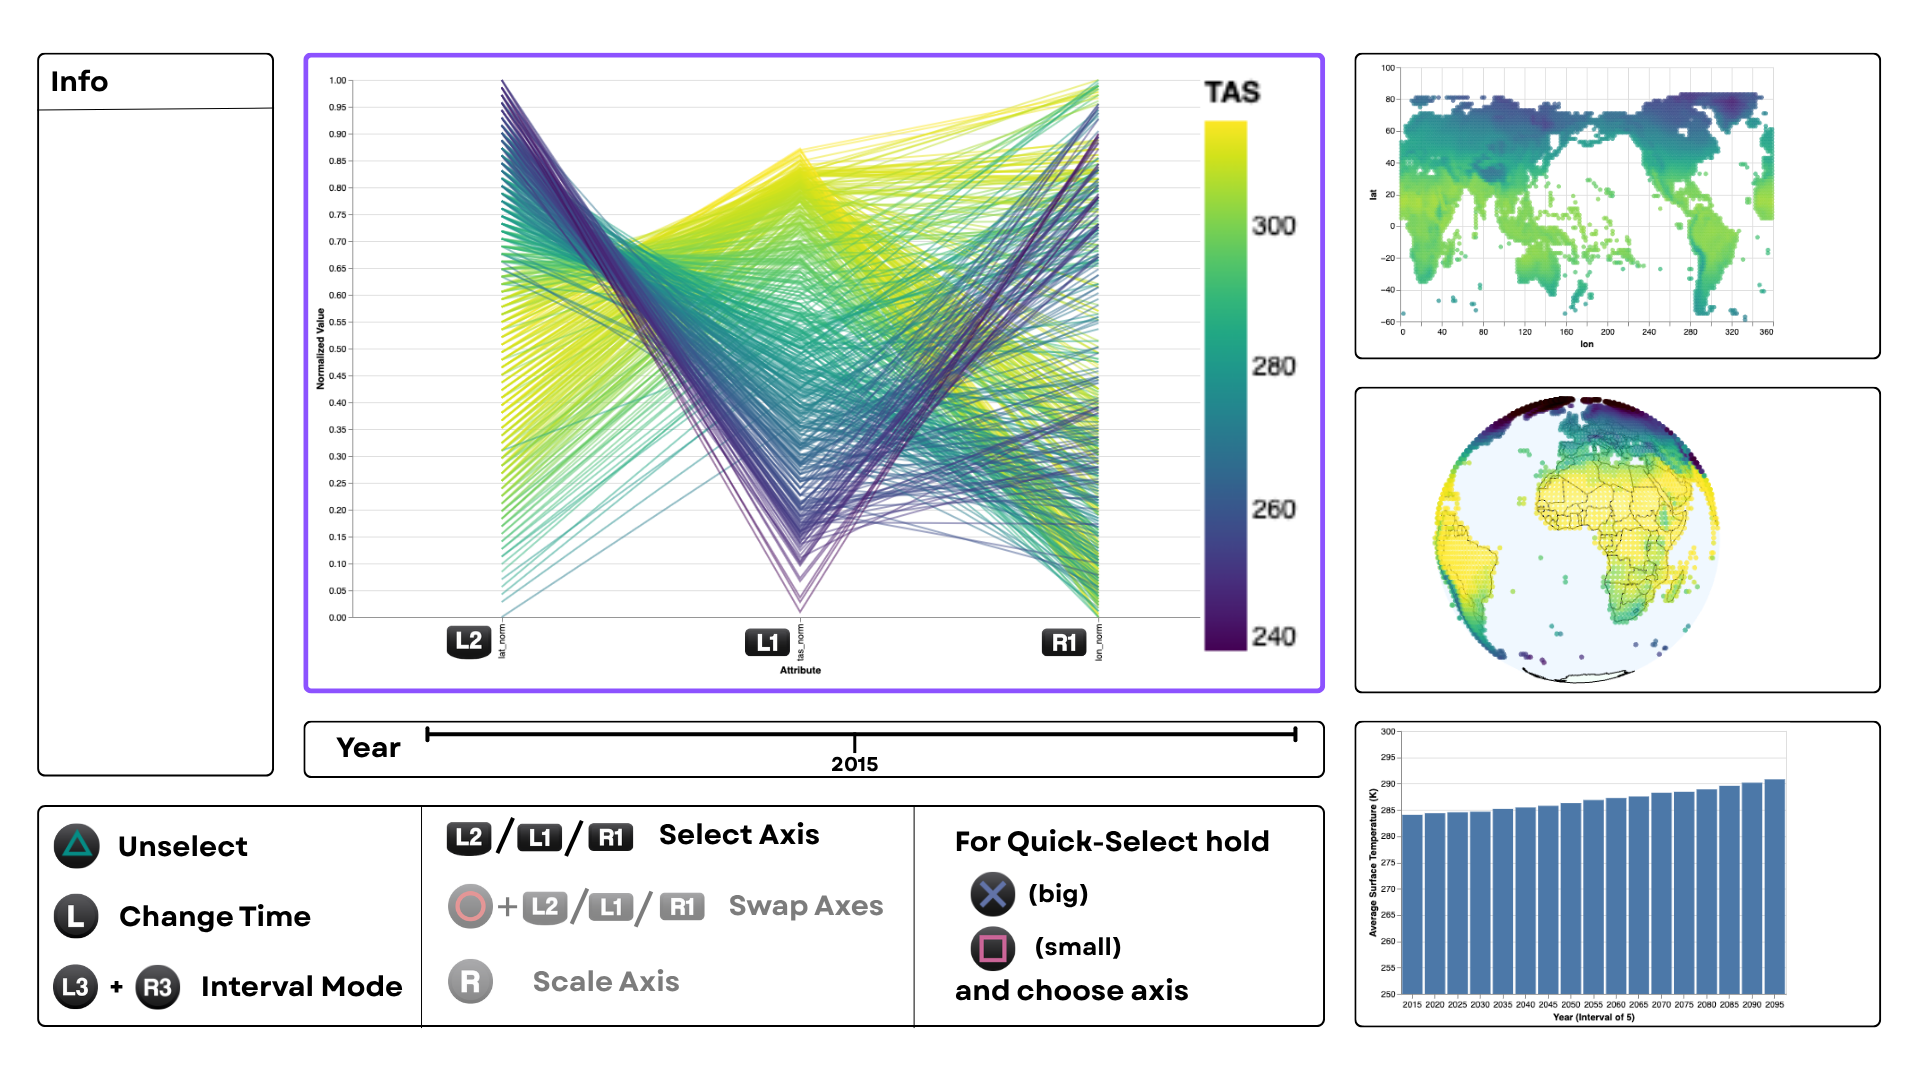 Info
1.00
0.95
0.90
0.85
0.80
0.75
0.70
0.65
0.60
0.55
0.50
0.45
0.40
0.35
0.30
0.25
0.20
0.15
0.10
0.05
0.00
Normalized Value
L2
lat_norm
L1
tas_norm
R1
lon_norm
Attribute
TAS
300
280
260
240
100
80
60
40
20
0
−20
−40
−60
lat
0 40 80 120 160 200 240 280 320 360
lon
Year
2015
300
295
290
285
280
275
270
265
260
255
250
Average Surface Temperature (K)
2015 2020 2025 2030 2035 2040 2045 2050 2055 2060 2065 2070 2075 2080 2085 2090 2095
Year (Interval of 5)
Unselect
L Change Time
L3 + R3 Interval Mode
L2 / L1 / R1 Select Axis
+ L2 / L1 / R1 Swap Axes
R Scale Axis
For Quick-Select hold
(big)
(small)
and choose axis